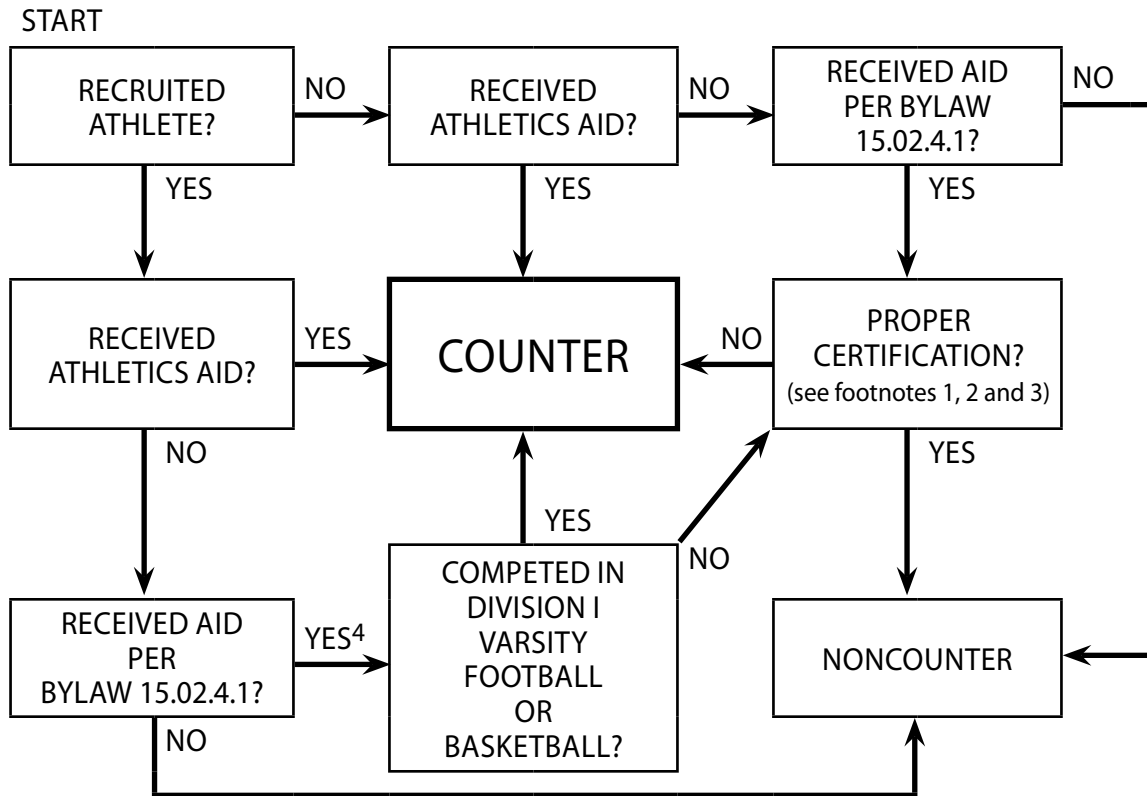 START
RECRUITED
ATHLETE?
NO
RECEIVED
ATHLETICS AID?
NO
RECEIVED AID
PER BYLAW
15.02.4.1?
NO
YES
YES
YES
RECEIVED
ATHLETICS AID?
YES
COUNTER
NO
PROPER
CERTIFICATION?
(see footnotes 1, 2 and 3)
NO
YES
YES
NO
RECEIVED AID
PER
BYLAW 15.02.4.1?
YES4
COMPETED IN
DIVISION I
VARSITY
FOOTBALL
OR
BASKETBALL?
NONCOUNTER
NO